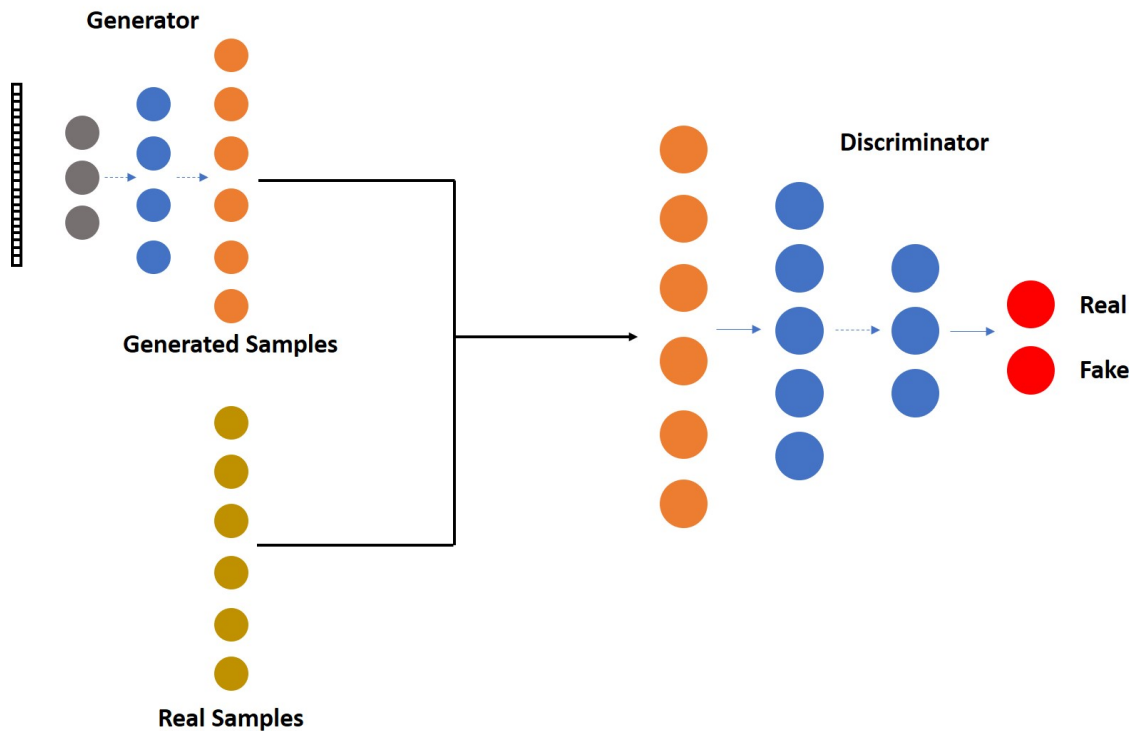 Generator
Generated Samples
Real Samples
Discriminator
Real
Fake